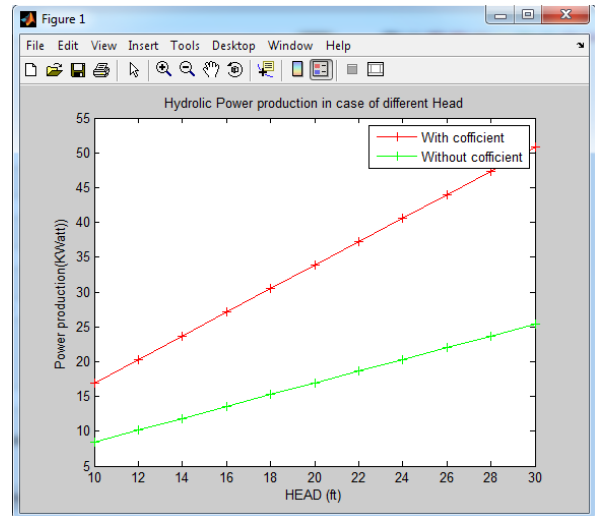 Figure 1
File Edit View Insert Tools Desktop Window Help
Hydrolic Power production in case of different Head
With cofficient
Without cofficient
Power production(KWatt))
55
50
45
40
35
30
25
20
15
10
5
10 12 14 16 18 20 22 24 26 28 30
HEAD (ft)